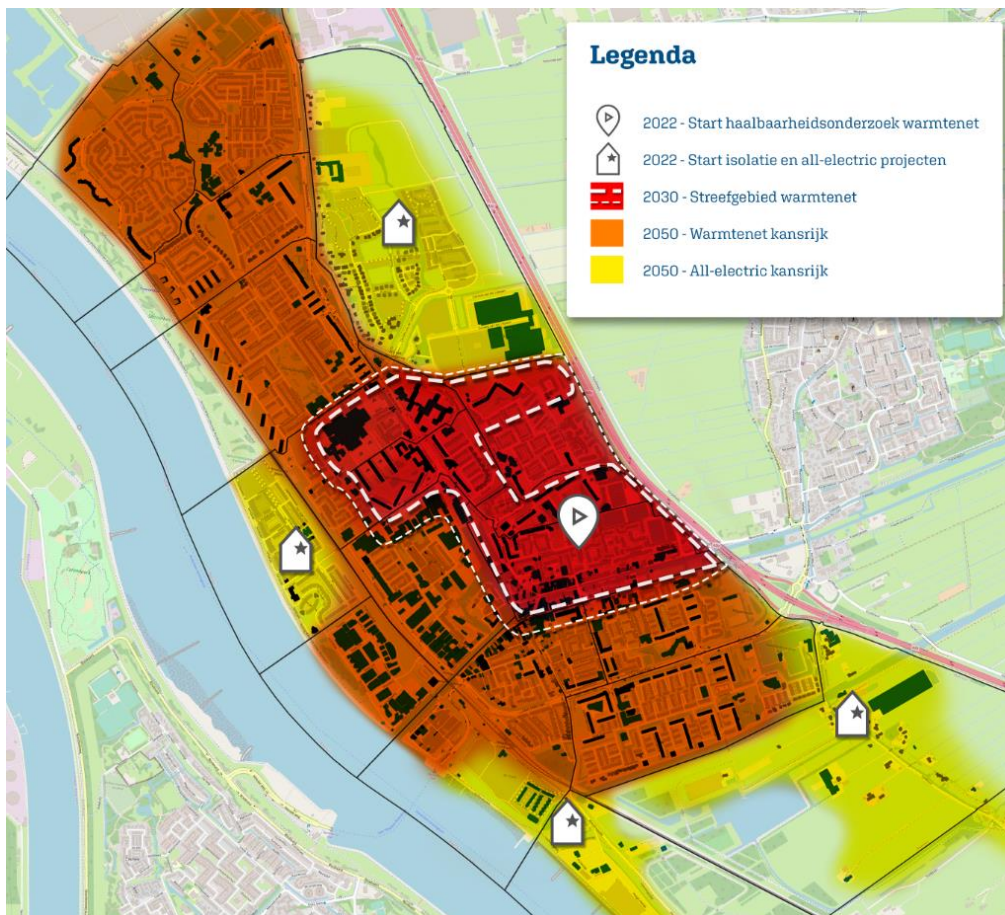 Legenda
2022 - Start haalbaarheidsonderzoek warmtenet
2022 - Start isolatie en all-electric projecten
2030 - Streefgebied warmtenet
2050 - Warmtenet kansrijk
2050 - All-electric kansrijk